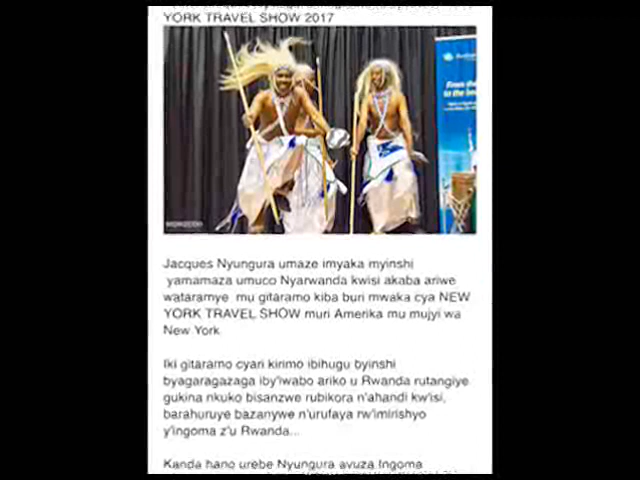 YORK TRAVEL SHOW 2017
Jacques Nyungura umaze imyaka myinshi
yamamaza umuco Nyarwanda kwisi akaba ariwe
wataramye mu gitaramo kiba buri mwaka cya NEW
YORK TRAVEL SHOW muri Amerika mu mujyi wa
New York
Iki gitaramo cyari kirimo ibihugu byinshi
byagaragazaga iby'iwabo ariko u Rwanda rutangiye
gukina nkuko bisanzwe rubikora n'ahandi kw'isi,
barahuruye bazanywe n'urufaya rw'imirishyo
y'ingoma z'u Rwanda...
Kanda hano urebe Nyungura avuza Ingoma